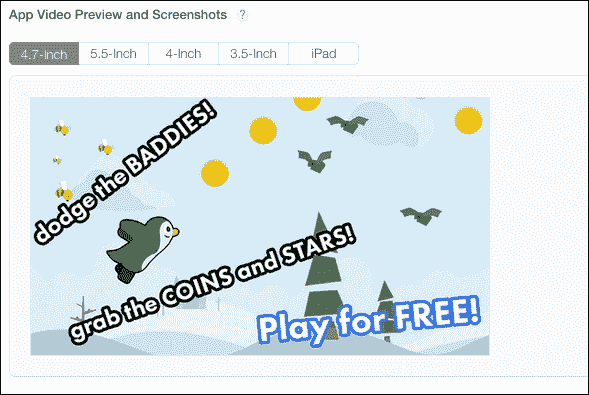 App Video Preview and Screenshots ?
4.7-Inch 5.5-Inch 4-Inch 3.5-Inch iPad
dodge the BADDIES!
grab the COINS and STARS!
Play for FREE!